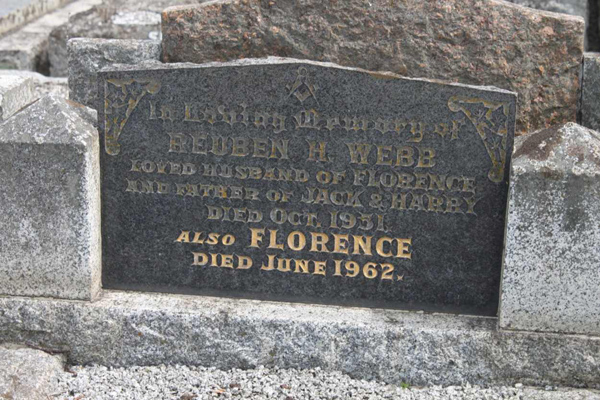 In Loving Memory of
REUBEN H. WEBB
LOVED HUSBAND OF FLORENCE
AND FATHER OF JACK & HARRY
DIED OCT. 1951
ALSO FLORENCE
DIED JUNE 1962.